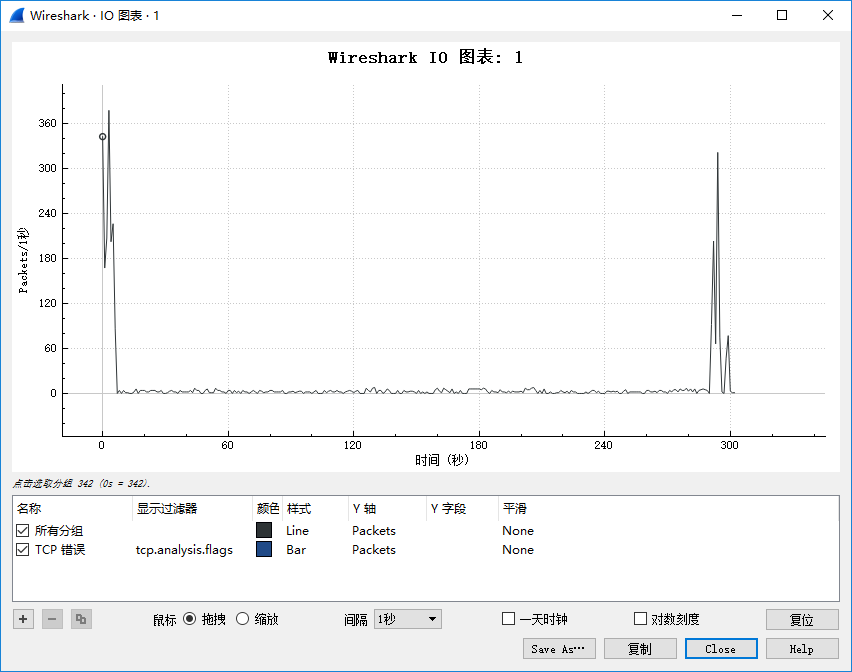 Wireshark · IO 图表 · 1
Wireshark IO 图表: 1
360
300
240
180
120
60
0
Packets/1秒
0 60 120 180 240 300
时间 (秒)
点击选取分组 342 (0s = 342).
名称 显示过滤器 颜色 样式 Y 轴 Y 字段 平滑
所有分组 Line Packets None
TCP 错误 tcp.analysis.flags Bar Packets None
鼠标 拖拽 缩放 间隔 1秒 一天时钟 对数刻度 复位
Save As… 复制 Close Help